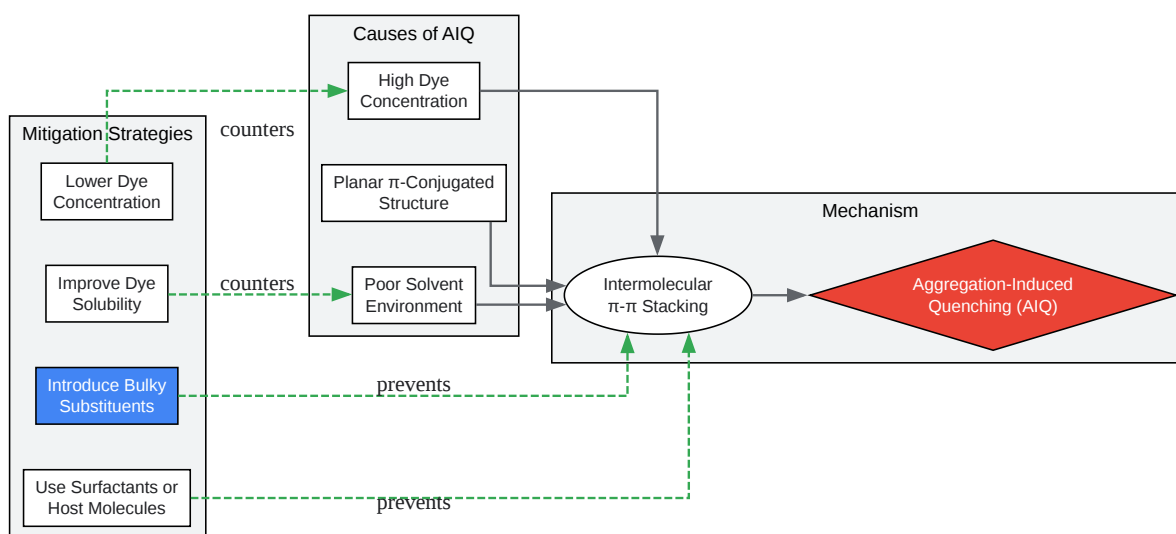 Causes of AIQ
High Dye
Concentration
Planar π-Conjugated
Structure
Poor Solvent
Environment
Mitigation Strategies
Lower Dye
Concentration
Improve Dye
Solubility
Introduce Bulky
Substituents
Use Surfactants or
Host Molecules
counters
counters
prevents
prevents
Mechanism
Intermolecular
π-π Stacking
Aggregation-Induced
Quenching (AIQ)